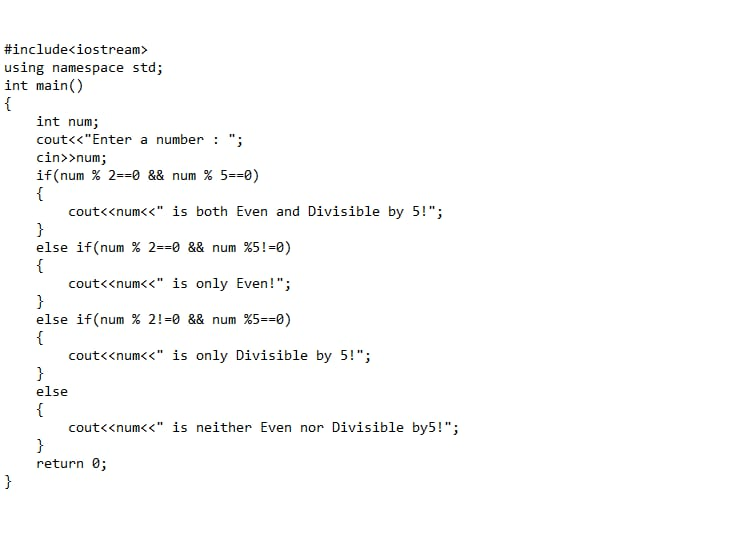 #include<iostream>
using namespace std;
int main()
{
    int num;
    cout<<"Enter a number : ";
    cin>>num;
    if(num % 2==0 && num % 5==0)
    {
        cout<<num<<" is both Even and Divisible by 5!";
    }
    else if(num % 2==0 && num %5!=0)
    {
        cout<<num<<" is only Even!";
    }
    else if(num % 2!=0 && num %5==0)
    {
        cout<<num<<" is only Divisible by 5!";
    }
    else
    {
        cout<<num<<" is neither Even nor Divisible by5!";
    }
    return 0;
}